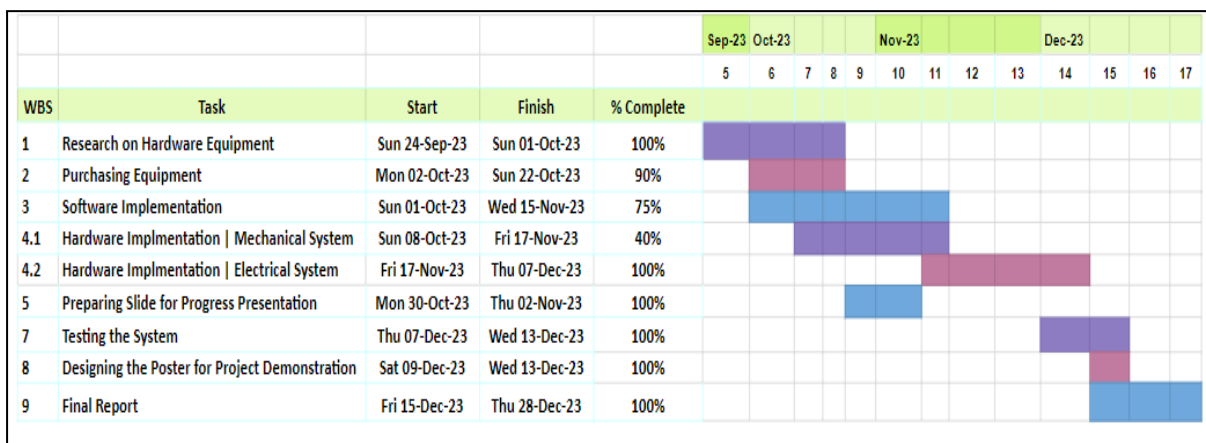 Sep-23 Oct-23 Nov-23 Dec-23
5 6 7 8 9 10 11 12 13 14 15 16 17
WBS Task Start Finish % Complete
1 Research on Hardware Equipment Sun 24-Sep-23 Sun 01-Oct-23 100%
2 Purchasing Equipment Mon 02-Oct-23 Sun 22-Oct-23 90%
3 Software Implementation Sun 01-Oct-23 Wed 15-Nov-23 75%
4.1 Hardware Implmentation | Mechanical System Sun 08-Oct-23 Fri 17-Nov-23 40%
4.2 Hardware Implmentation | Electrical System Fri 17-Nov-23 Thu 07-Dec-23 100%
5 Preparing Slide for Progress Presentation Mon 30-Oct-23 Thu 02-Nov-23 100%
7 Testing the System Thu 07-Dec-23 Wed 13-Dec-23 100%
8 Designing the Poster for Project Demonstration Sat 09-Dec-23 Wed 13-Dec-23 100%
9 Final Report Fri 15-Dec-23 Thu 28-Dec-23 100%